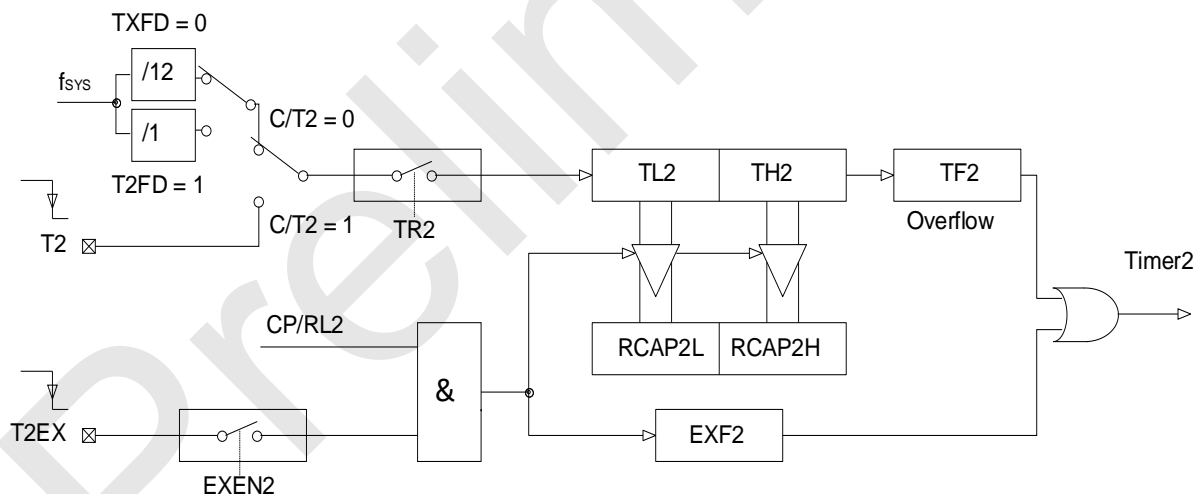 TXFD = 0
/12
fSYS
C/T2 = 0
/1
T2FD = 1
TL2
TH2
TF2
Overflow
T2
C/T2 = 1
TR2
Timer2
CP/RL2
RCAP2L
RCAP2H
&
T2EX
EXF2
EXEN2
Prelim